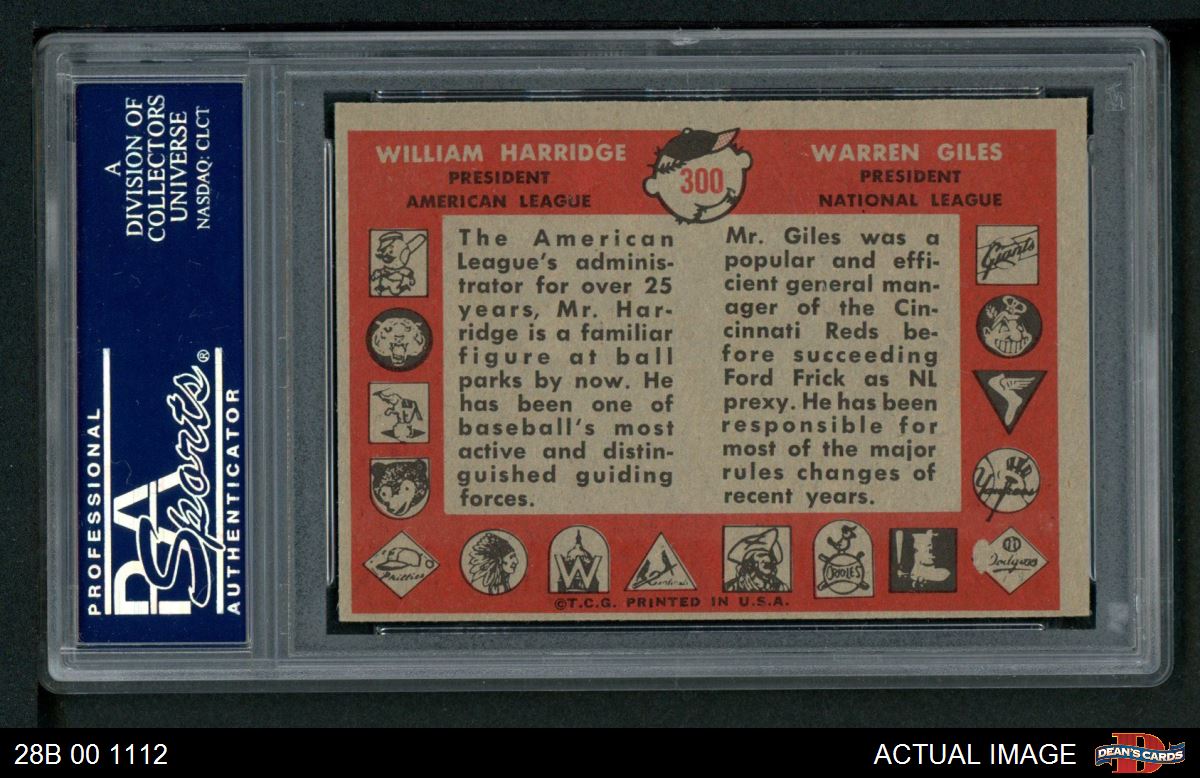 A
DIVISION OF
COLLECTORS
UNIVERSE
NASDAQ: CLCT
PROFESSIONAL
PSA
Sports®
AUTHENTICATOR
WILLIAM HARRIDGE
PRESIDENT
AMERICAN LEAGUE
300
WARREN GILES
PRESIDENT
NATIONAL LEAGUE
The American
League's adminis-
trator for over 25
years, Mr. Har-
ridge is a familiar
figure at ball
parks by now. He
has been one of
baseball's most
active and distin-
guished guiding
forces.
Mr. Giles was a
popular and effi-
cient general man-
ager of the Cin-
cinnati Reds be-
fore succeeding
Ford Frick as NL
prexy. He has been
responsible for
most of the major
rules changes of
recent years.
Giants
Yankees
Phillies
W
Cardinals
ORIOLES
Dodgers
©T.C.G. PRINTED IN U.S.A.
28B 00 1112
ACTUAL IMAGE
D
DEAN'S CARDS